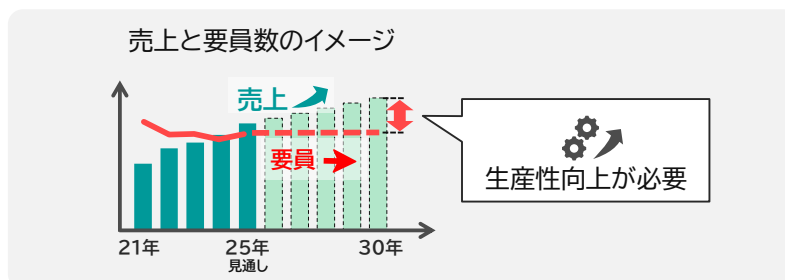 売上と要員数のイメージ
売上
要員
生産性向上が必要
21年
25年
見通し
30年